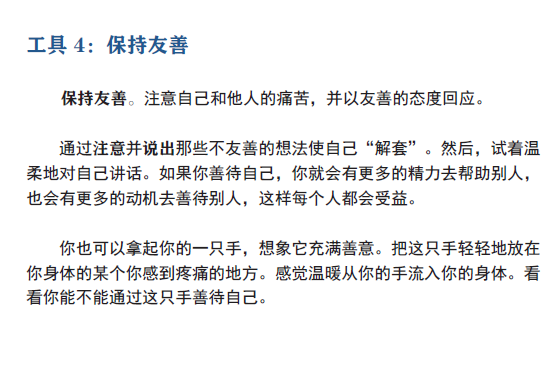 工具 4：保持友善
保持友善。注意自己和他人的痛苦，并以友善的态度回应。
通过注意并说出那些不友善的想法使自己“解套”。然后，试着温
柔地对自己讲话。如果你善待自己，你就会有更多的精力去帮助别人，
也会有更多的动机去善待别人，这样每个人都会受益。
你也可以拿起你的一只手，想象它充满善意。把这只手轻轻地放在
你身体的某个你感到疼痛的地方。感觉温暖从你的手流入你的身体。看
看你能不能通过这只手善待自己。